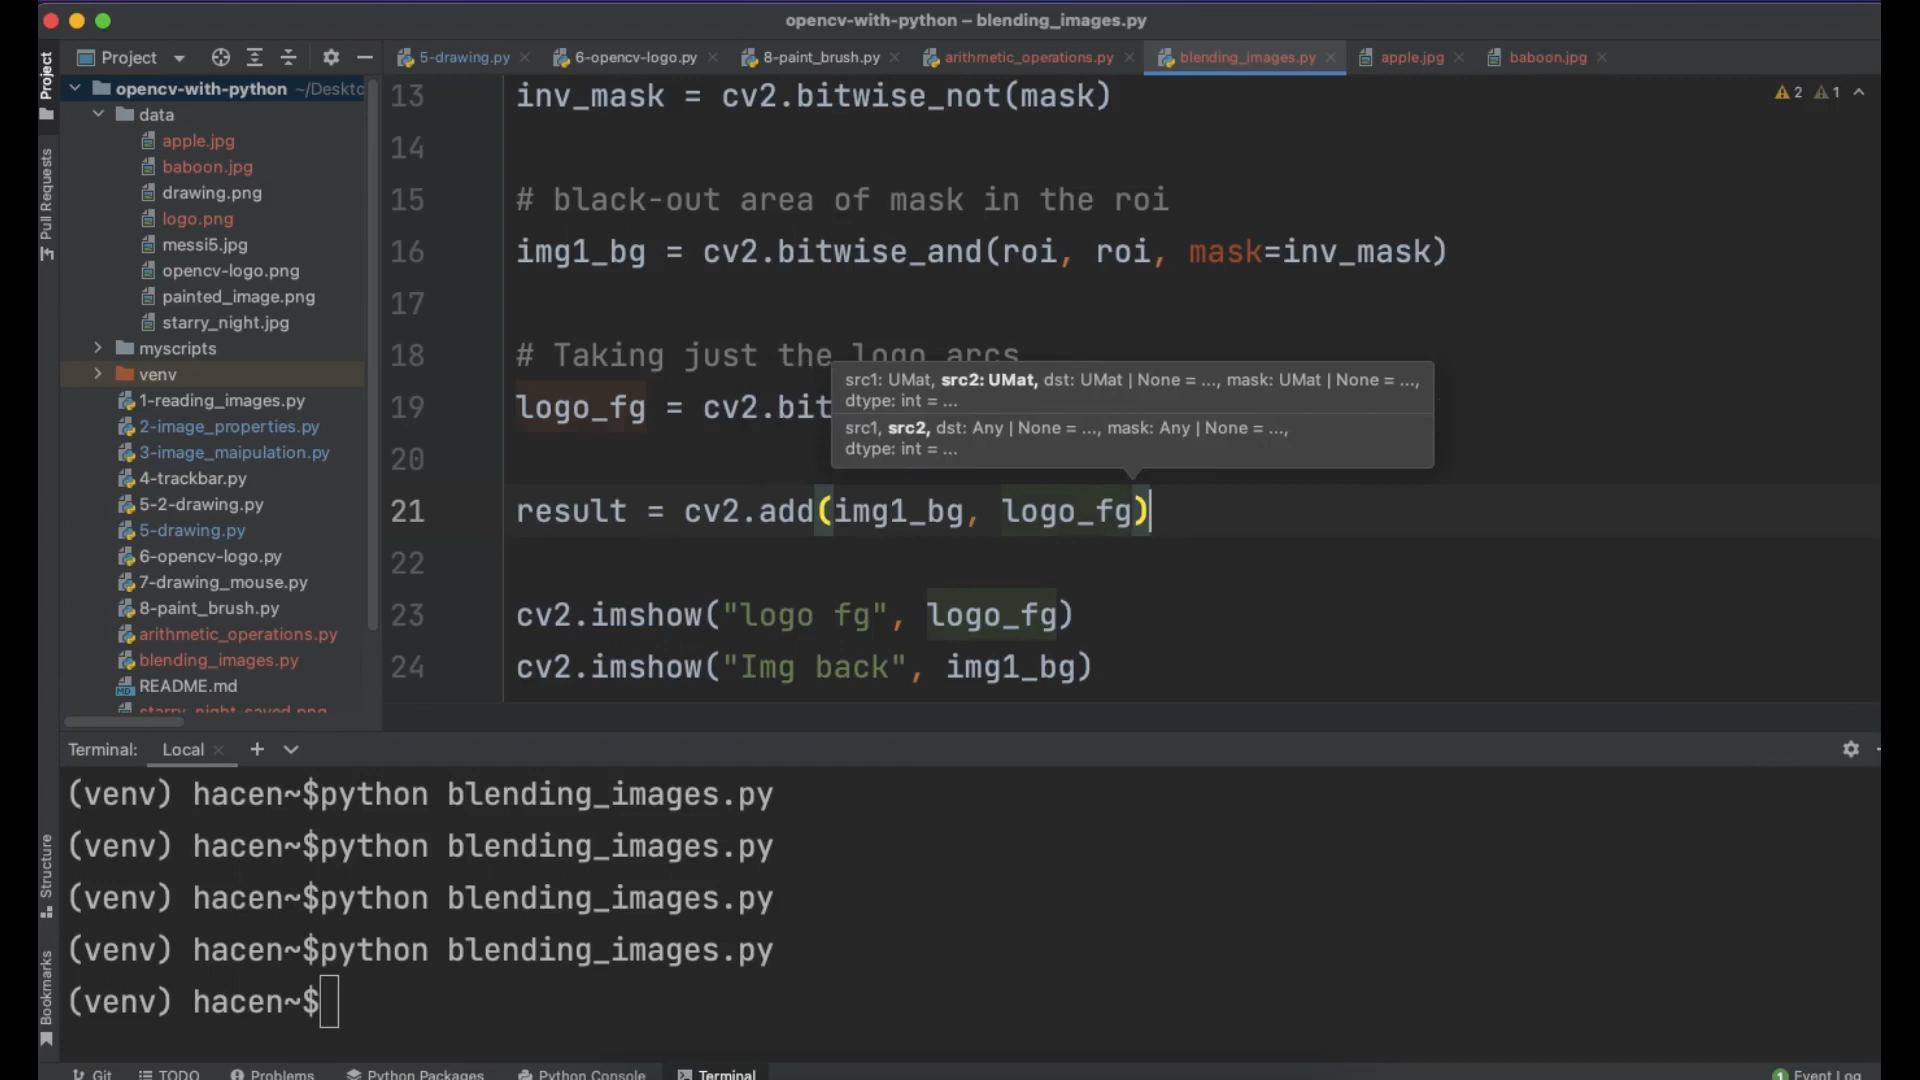 opencv-with-python – blending_images.py
Project
Project
5-drawing.py
6-opencv-logo.py
8-paint_brush.py
arithmetic_operations.py
blending_images.py
apple.jpg
baboon.jpg
opencv-with-python ~/Deskto
data
apple.jpg
baboon.jpg
drawing.png
logo.png
messi5.jpg
opencv-logo.png
painted_image.png
starry_night.jpg
myscripts
venv
1-reading_images.py
2-image_properties.py
3-image_maipulation.py
4-trackbar.py
5-2-drawing.py
5-drawing.py
6-opencv-logo.py
7-drawing_mouse.py
8-paint_brush.py
arithmetic_operations.py
blending_images.py
README.md
starry_night-saved.png
Pull Requests
Structure
Bookmarks
2 1
13 inv_mask = cv2.bitwise_not(mask)
14
15 # black-out area of mask in the roi
16 img1_bg = cv2.bitwise_and(roi, roi, mask=inv_mask)
17
18 # Taking just the logo arcs
19 logo_fg = cv2.bit
20
21 result = cv2.add(img1_bg, logo_fg)
22
23 cv2.imshow("logo fg", logo_fg)
24 cv2.imshow("Img back", img1_bg)
src1: UMat, src2: UMat, dst: UMat | None = ..., mask: UMat | None = ...,
dtype: int = ...
src1, src2, dst: Any | None = ..., mask: Any | None = ...,
dtype: int = ...
Terminal: Local
(venv) hacen~$python blending_images.py
(venv) hacen~$python blending_images.py
(venv) hacen~$python blending_images.py
(venv) hacen~$python blending_images.py
(venv) hacen~$
Git TODO Problems Python Packages Python Console Terminal 1 Event Log